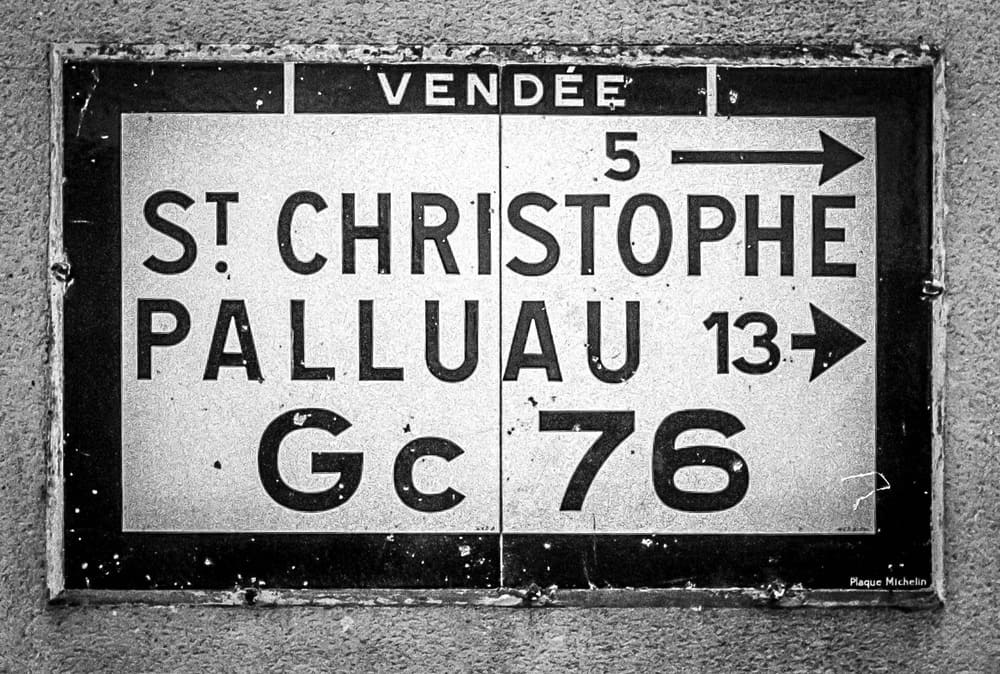 VENDÉE
5
ST. CHRISTOPHE
PALLUAU 13
Gc 76
Plaque Michelin